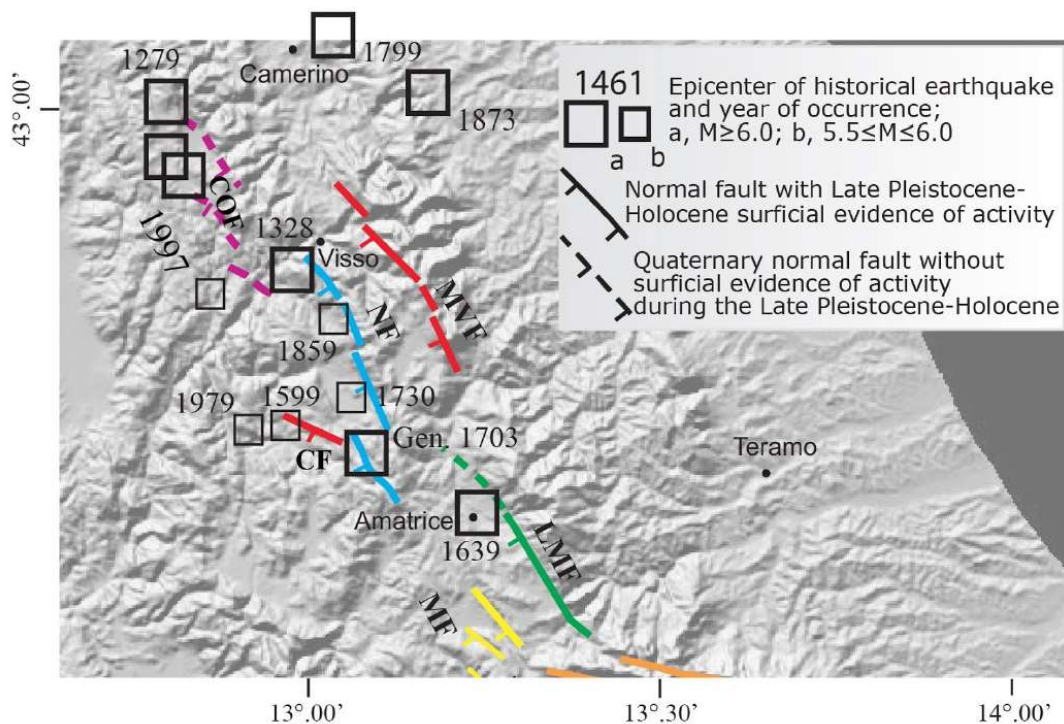 1799
1279
Camerino
43°.00'
1873
1461
Epicenter of historical earthquake
and year of occurrence;
a, M≥6.0; b, 5.5≤M≤6.0
a
b
Normal fault with Late Pleistocene-
Holocene surficial evidence of activity
Quaternary normal fault without
surficial evidence of activity
during the Late Pleistocene-Holocene
COF
1997
1328
Visso
MVF
NF
1859
1979
1599
1730
CF
Gen. 1703
Teramo
Amatrice
1639
LMF
MF
13°.00'
13°.30'
14°.00'